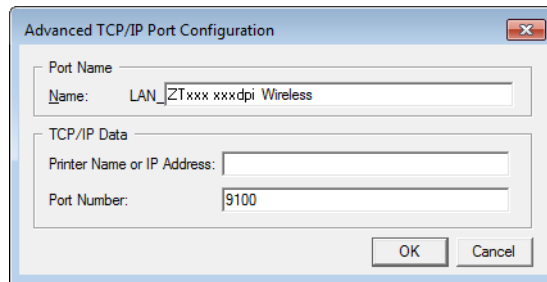 Advanced TCP/IP Port Configuration
Port Name
Name: LAN_ZTxxx xxxdpi Wireless
TCP/IP Data
Printer Name or IP Address:
Port Number: 9100
OK Cancel